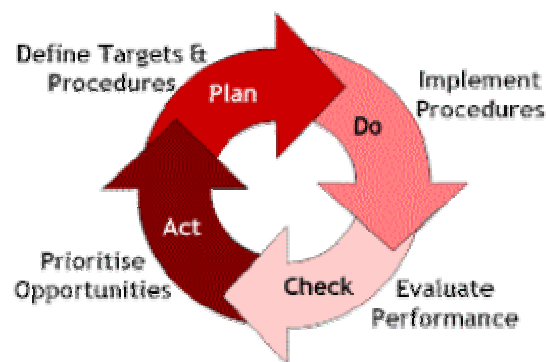 Define Targets &
Procedures
Plan
Implement
Procedures
Do
Act
Prioritise
Opportunities
Check
Evaluate
Performance